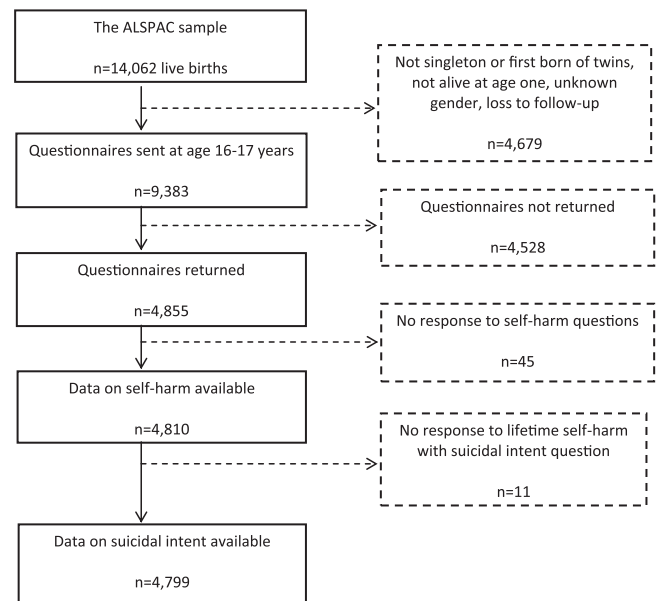 The ALSPAC sample
n=14,062 live births
Not singleton or first born of twins,
not alive at age one, unknown
gender, loss to follow-up
n=4,679
Questionnaires sent at age 16-17 years
n=9,383
Questionnaires not returned
n=4,528
Questionnaires returned
n=4,855
No response to self-harm questions
n=45
Data on self-harm available
n=4,810
No response to lifetime self-harm
with suicidal intent question
n=11
Data on suicidal intent available
n=4,799